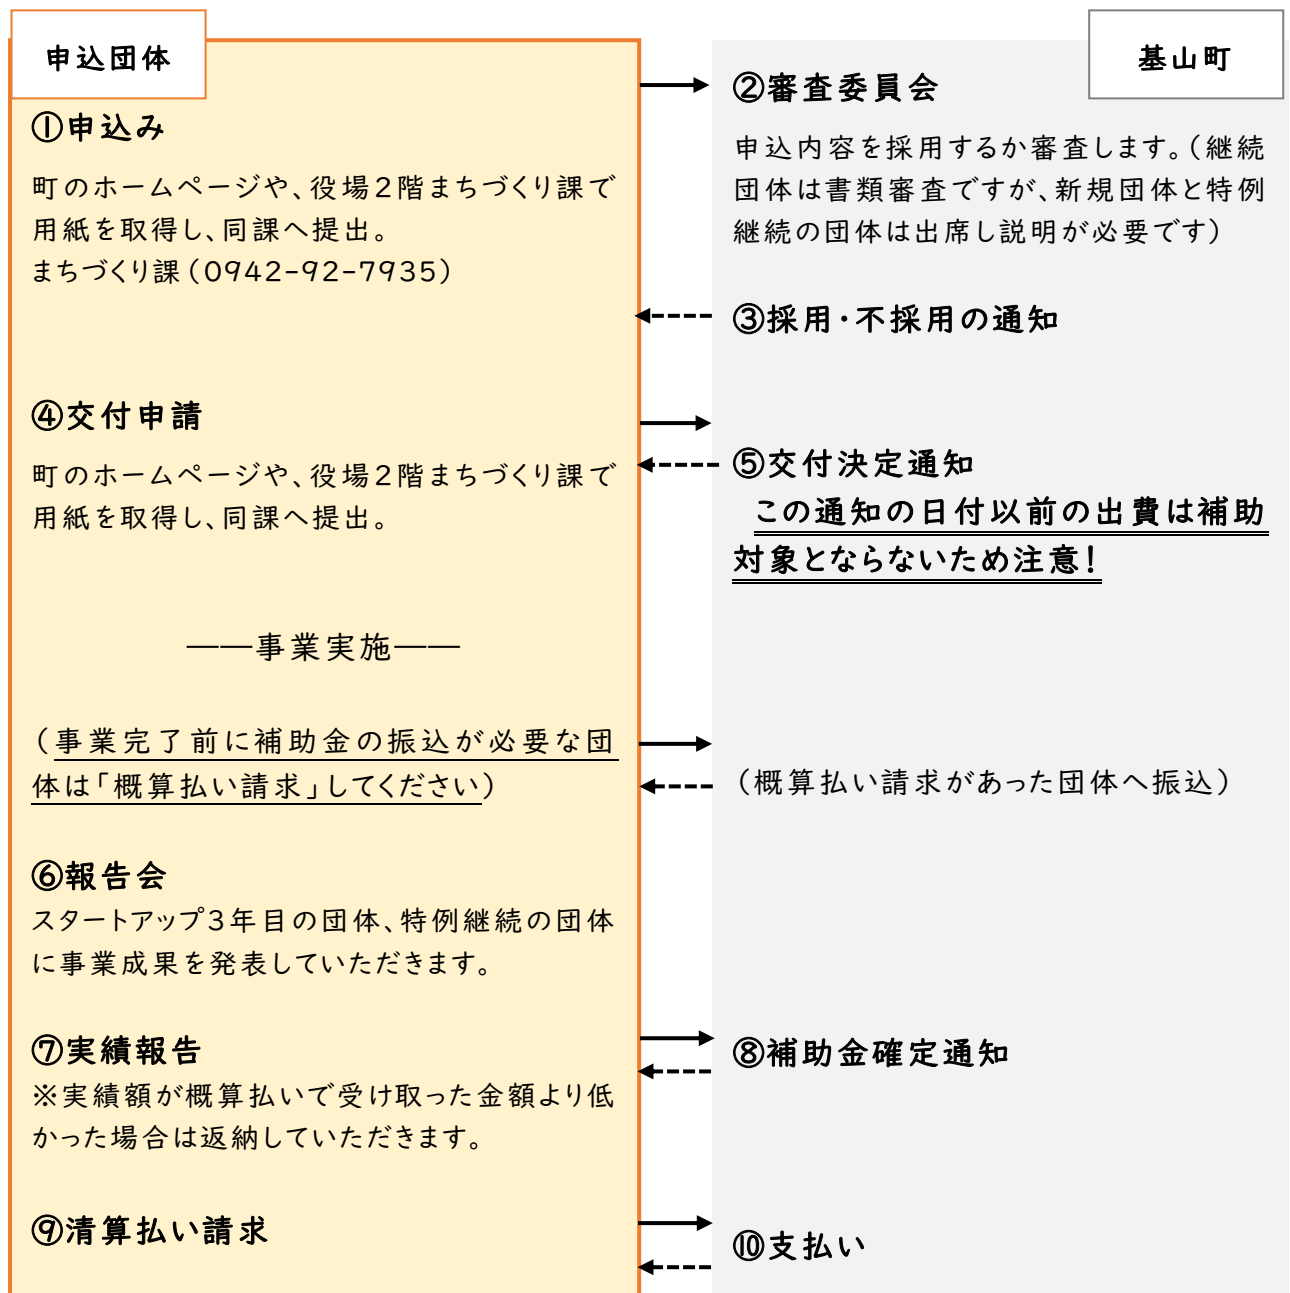 申込団体
①申込み
町のホームページや、役場2階まちづくり課で
用紙を取得し、同課へ提出。
まちづくり課(0942-92-7935)
④交付申請
町のホームページや、役場2階まちづくり課で
用紙を取得し、同課へ提出。
――事業実施――
(事業完了前に補助金の振込が必要な団
体は「概算払い請求」してください)
⑥報告会
スタートアップ3年目の団体、特例継続の団体
に事業成果を発表していただきます。
⑦実績報告
※実績額が概算払いで受け取った金額より低
かった場合は返納していただきます。
⑨清算払い請求
基山町
②審査委員会
申込内容を採用するか審査します。(継続
団体は書類審査ですが、新規団体と特例
継続の団体は出席し説明が必要です)
③採用・不採用の通知
⑤交付決定通知
この通知の日付以前の出費は補助
対象とならないため注意!
(概算払い請求があった団体へ振込)
⑧補助金確定通知
⑩支払い